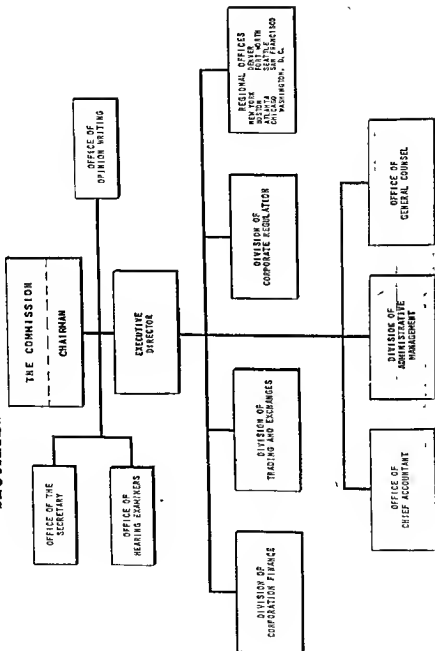 THE COMMISSION
CHAIRMAN
OFFICE OF THE
SECRETARY
OFFICE OF
HEARING EXAMINERS
OFFICE OF
OPINION WRITING
EXECUTIVE
DIRECTOR
DIVISION OF
CORPORATION FINANCE
DIVISION OF
TRADING AND EXCHANGES
DIVISION OF
CORPORATE REGULATION
REGIONAL OFFICES
NEW YORK DENVER
BOSTON FORT WORTH
ATLANTA SEATTLE
CHICAGO SAN FRANCISCO
WASHINGTON, D. C.
OFFICE OF
CHIEF ACCOUNTANT
DIVISION OF
ADMINISTRATIVE
MANAGEMENT
OFFICE OF
GENERAL COUNSEL